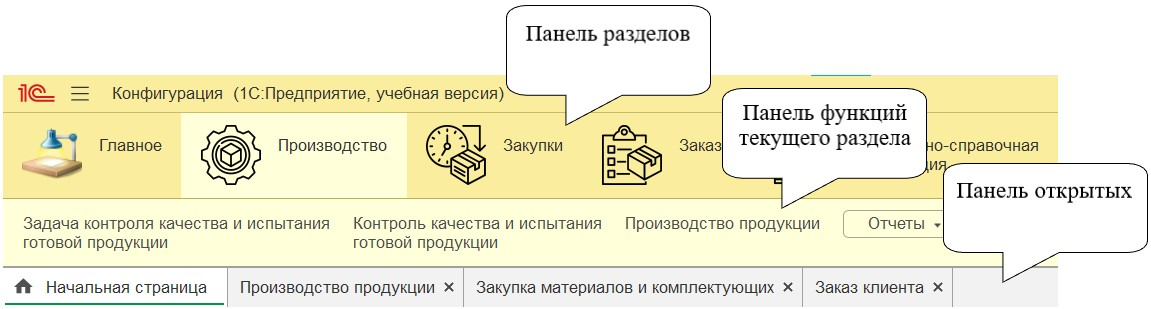 Панель разделов
1С Конфигурация (1С:Предприятие, учебная версия)
Панель функций
текущего раздела
Главное Производство Закупки Заказ но-справочная
ция
Панель открытых
Задача контроля качества и испытания
готовой продукции
Контроль качества и испытания
готовой продукции
Производство продукции
Отчеты
Начальная страница Производство продукции × Закупка материалов и комплектующих × Заказ клиента ×